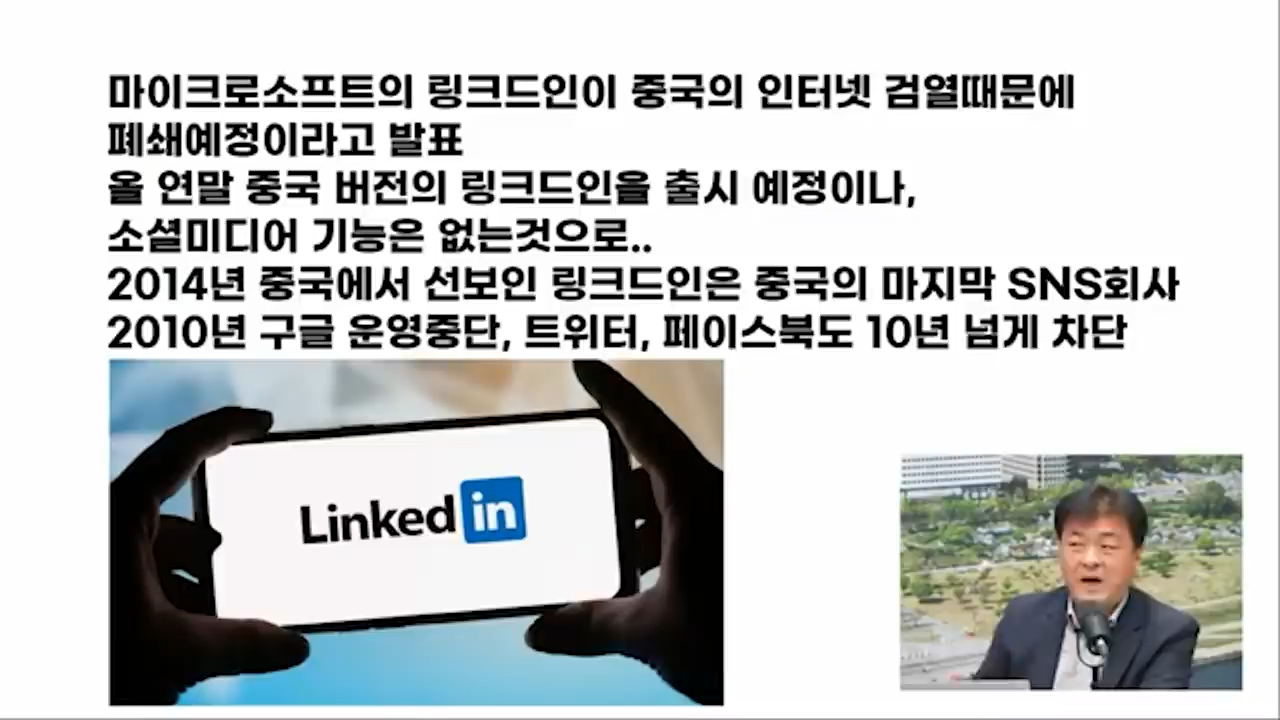 마이크로소프트의 링크드인이 중국의 인터넷 검열때문에
폐쇄예정이라고 발표
올 연말 중국 버전의 링크드인을 출시 예정이나,
소셜미디어 기능은 없는것으로..
2014년 중국에서 선보인 링크드인은 중국의 마지막 SNS회사
2010년 구글 운영중단, 트위터, 페이스북도 10년 넘게 차단
Linked in